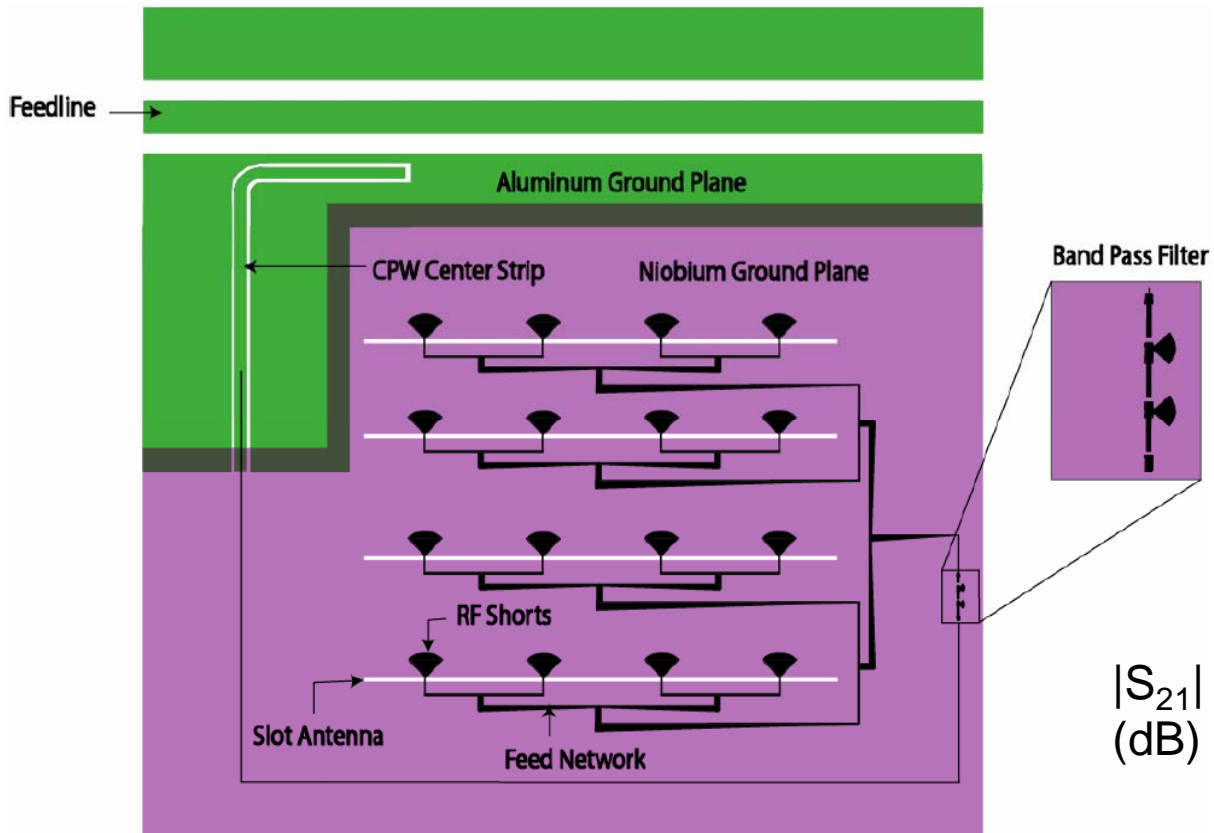 Feedline
Aluminum Ground Plane
CPW Center Strip
Niobium Ground Plane
Band Pass Filter
RF Shorts
Slot Antenna
Feed Network
|S₂₁|
(dB)